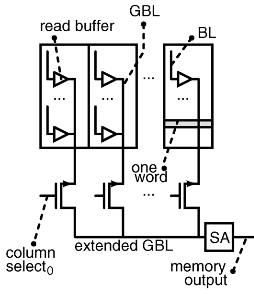 GBL
read buffer
BL
...
...
...
...
one
word
...
column
select0
extended GBL
SA
memory
output